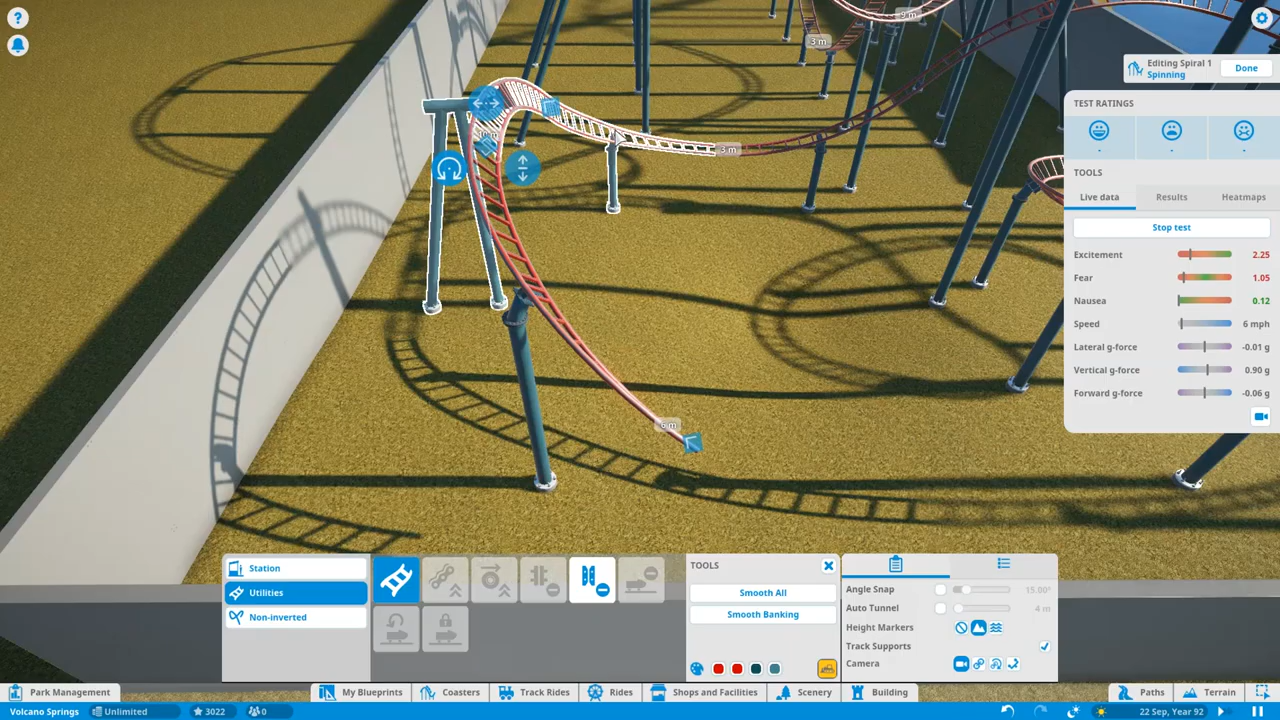 ?
9 m
3 m
Editing Spiral 1
Spinning
Done
TEST RATINGS
- - -
TOOLS
Live data Results Heatmaps
Stop test
Excitement 2.25
Fear 1.05
Nausea 0.12
Speed 6 mph
Lateral g-force -0.01 g
Vertical g-force 0.90 g
Forward g-force -0.06 g
3 m
Station
Utilities
Non-inverted
TOOLS
Smooth All
Smooth Banking
Angle Snap 15.00°
Auto Tunnel 4 m
Height Markers
Track Supports
Camera
Park Management My Blueprints Coasters Track Rides Rides Shops and Facilities Scenery Building Paths Terrain
Volcano Springs Unlimited 3022 0 22 Sep, Year 92